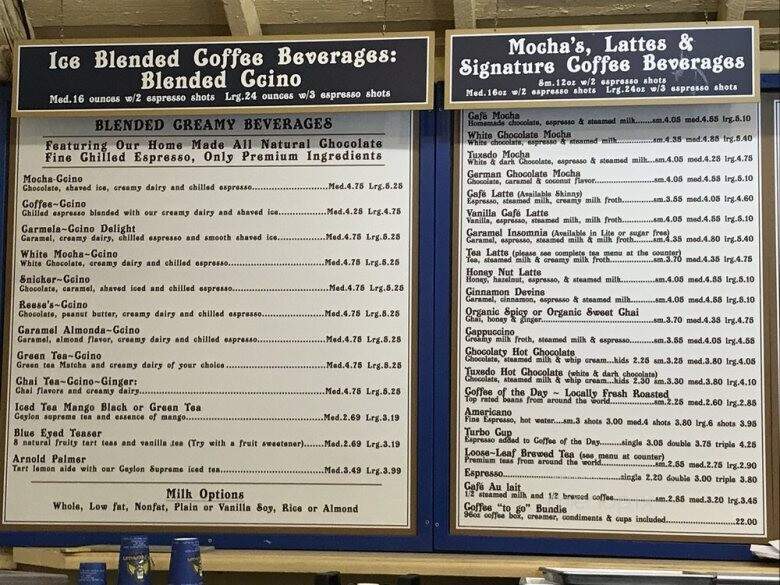 Ice Blended Coffee Beverages:
Blended Ccino
Med.16 ounces w/2 espresso shots Lrg.24 ounces w/3 espresso shots
BLENDED CREAMY BEVERAGES
Featuring Our Home Made All Natural Chocolate
Fine Chilled Espresso, Only Premium Ingredients
Mocha-Ccino
Chocolate, shaved ice, creamy dairy and chilled espresso....................Med.4.75 Lrg.5.25
Coffee~Ccino
Chilled espresso blended with our creamy dairy and shaved ice..............Med.4.25 Lrg.4.75
Carmela~Ccino Delight
Caramel, creamy dairy, chilled espresso and smooth shaved ice..............Med.4.75 Lrg.5.25
White Mocha~Ccino
White Chocolate, creamy dairy and chilled espresso..........................Med.4.75 Lrg.5.25
Snicker~Ccino
Chocolate, caramel, shaved iced and chilled espresso........................Med.4.75 Lrg.5.25
Reese's~Ccino
Chocolate, peanut butter, creamy dairy and chilled espresso................Med.4.75 Lrg.5.25
Caramel Almonda~Ccino
Caramel, almond flavor, creamy dairy and chilled espresso..................Med.4.75 Lrg.5.25
Green Tea~Ccino
Green tea Matcha and creamy dairy of your choice............................Med.4.75 Lrg.5.25
Chai Tea~Ccino~Ginger:
Chai flavors and creamy dairy................................................Med.4.75 Lrg.5.25
Iced Tea Mango Black or Green Tea
Ceylon supreme tea and essence of mango.....................................Med.2.69 Lrg.3.19
Blue Eyed Teaser
8 natural fruity tart teas and vanilla tea (Try with a fruit sweetener).....Med.2.69 Lrg.3.19
Arnold Palmer
Tart lemon aide with our Ceylon Supreme iced tea............................Med.3.49 Lrg.3.99
Milk Options
Whole, Low fat, Nonfat, Plain or Vanilla Soy, Rice or Almond
Mocha's, Lattes &
Signature Coffee Beverages
Sm.12oz w/2 espresso shots
Med.16oz w/2 espresso shots Lrg.24oz w/3 espresso shots
Café Mocha
Homemade chocolate, espresso & steamed milk......sm.4.05 med.4.55 lrg.5.10
White Chocolate Mocha
White chocolate, espresso & steamed milk.........sm.4.35 med.4.85 lrg.5.40
Tuxedo Mocha
White & dark Chocolate, espresso & steamed milk...sm.4.05 med.4.25 lrg.4.75
German Chocolate Mocha
Chocolate, caramel & coconut flavor..............sm.4.05 med.4.55 lrg.5.10
Café Latte (Available Skinny)
Espresso, steamed milk, creamy milk froth........sm.3.55 med.4.05 lrg.4.60
Vanilla Café Latte
Vanilla, espresso, steamed milk, milk froth......sm.4.05 med.4.55 lrg.5.10
Caramel Insomnia (Available in Lite or sugar free)
Caramel, espresso, steamed milk & milk froth.....sm.4.35 med.4.80 lrg.5.40
Tea Latte (please see complete tea menu at the counter)
Tea, steamed milk & creamy milk froth............sm.3.70 med.4.35 lrg.4.75
Honey Nut Latte
Honey, hazelnut, espresso, & steamed milk........sm.4.05 med.4.55 lrg.5.10
Cinnamon Devine
Caramel, cinnamon, espresso & steamed milk.......sm.4.05 med.4.55 lrg.5.10
Organic Spicy or Organic Sweet Chai
Chai, honey & ginger.............................sm.3.70 med.4.35 lrg.4.75
Cappuccino
Creamy milk froth, steamed milk & espresso.......sm.3.55 med.4.05 lrg.4.55
Chocolaty Hot Chocolate
Chocolate, steamed milk & whip cream...kids 2.25 sm.3.25 med.3.80 lrg.4.05
Tuxedo Hot Chocolate (white & dark chocolate)
Chocolate, steamed milk & whip cream...kids 2.30 sm.3.30 med.3.80 lrg.4.10
Coffee of the Day ~ Locally Fresh Roasted
Top rated beans from around the world............sm.2.25 med.2.60 lrg.2.85
Americano
Fine Espresso, hot water....sm.3 shots 3.00 med.4 shots 3.80 lrg.6 shots 3.95
Turbo Cup
Espresso added to Coffee of the Day.......single 3.05 double 3.75 triple 4.25
Loose~Leaf Brewed Tea (see menu at counter)
Premium teas from around the world...............sm.2.55 med.2.75 lrg.2.90
Espresso..................................single 2.20 double 3.00 triple 3.80
Café Au lait
1/2 steamed milk and 1/2 brewed coffee...........sm.2.85 med.3.20 lrg.3.45
Coffee "to go" Bundle
96oz coffee box, creamer, condiments & cups included.....................22.00